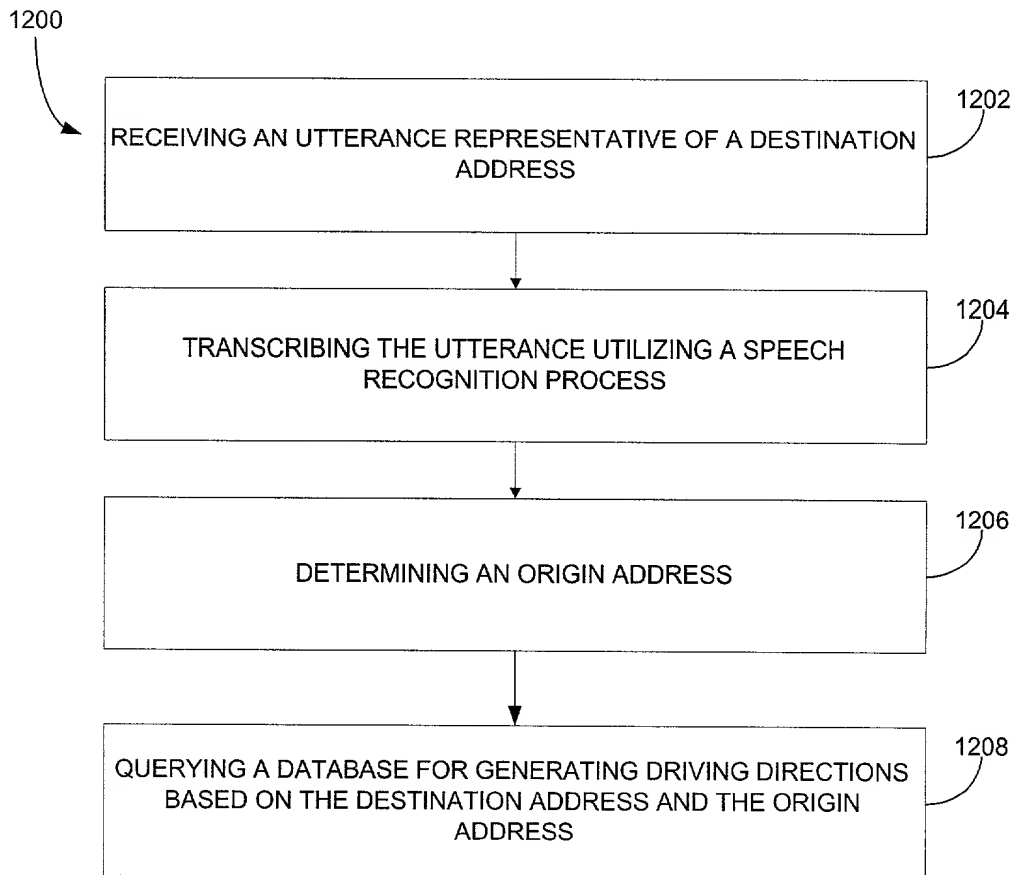 1200
1202
RECEIVING AN UTTERANCE REPRESENTATIVE OF A DESTINATION
ADDRESS
1204
TRANSCRIBING THE UTTERANCE UTILIZING A SPEECH
RECOGNITION PROCESS
1206
DETERMINING AN ORIGIN ADDRESS
1208
QUERYING A DATABASE FOR GENERATING DRIVING DIRECTIONS
BASED ON THE DESTINATION ADDRESS AND THE ORIGIN
ADDRESS